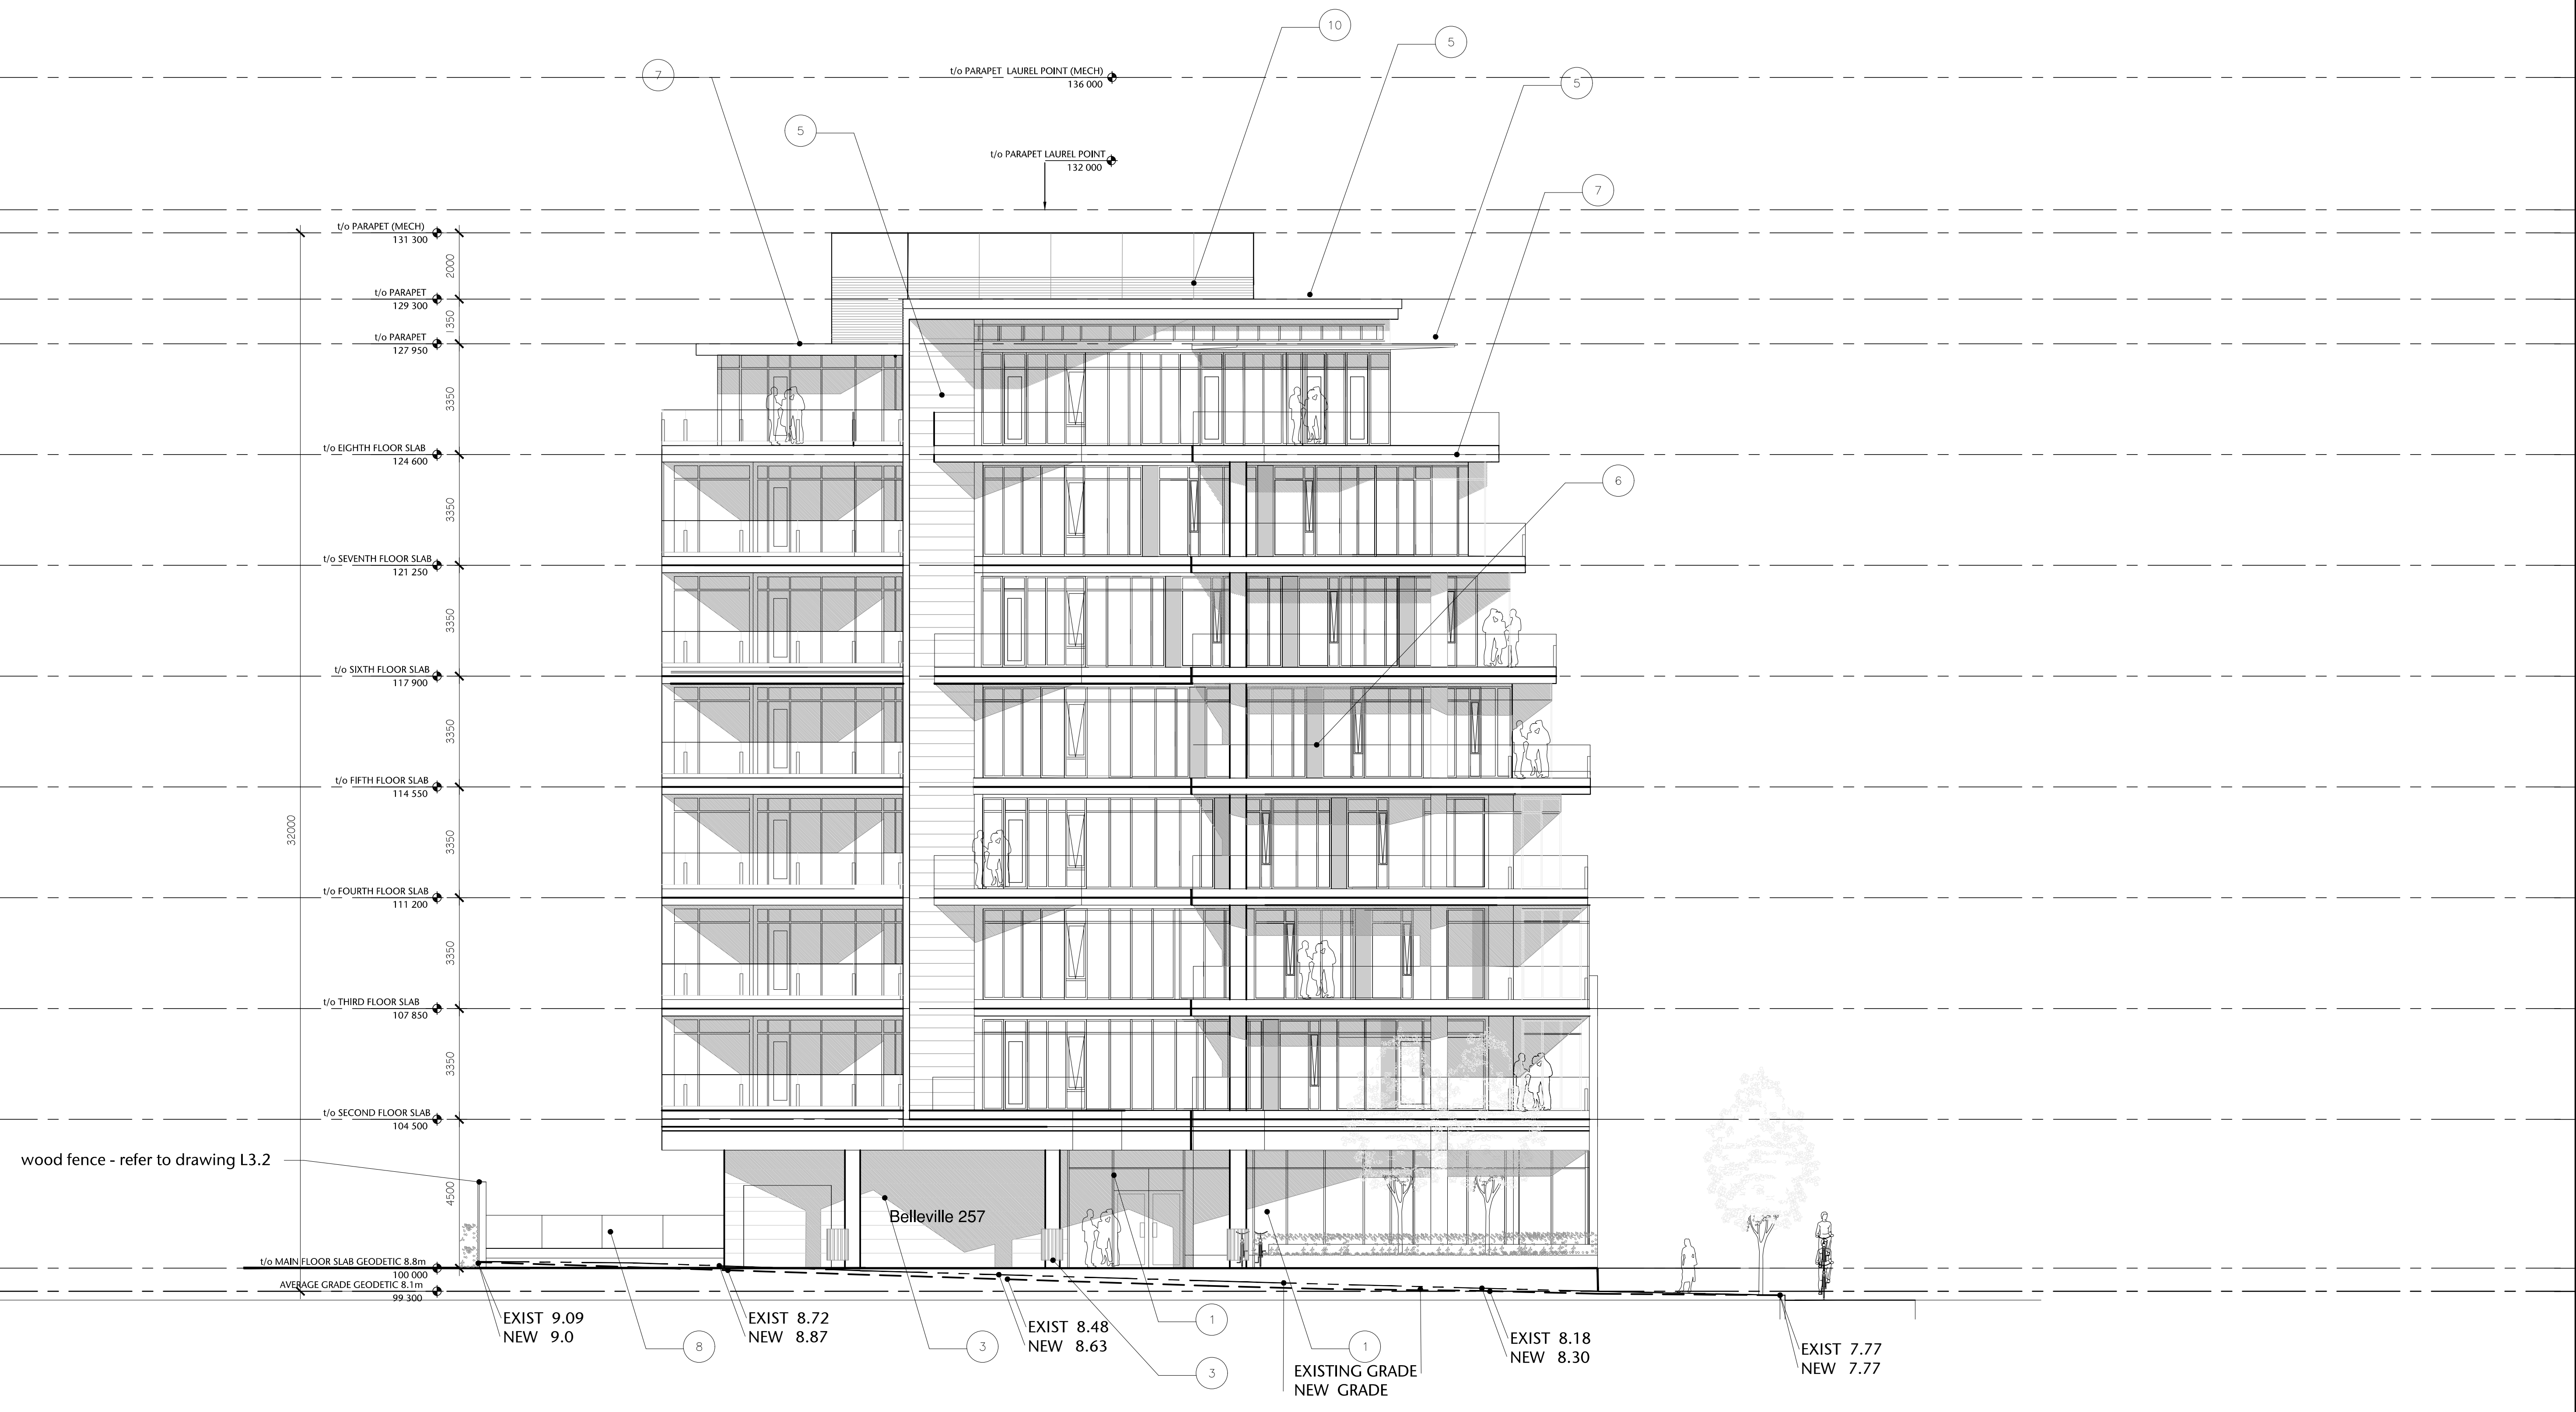 10
5
7
t/o PARAPET LAUREL POINT (MECH)
136 000
5
5
t/o PARAPET LAUREL POINT
132 000
7
t/o PARAPET (MECH)
131 300
2000
t/o PARAPET
129 300
1350
t/o PARAPET
127 950
3350
t/o EIGHTH FLOOR SLAB
124 600
6
3350
t/o SEVENTH FLOOR SLAB
121 250
3350
t/o SIXTH FLOOR SLAB
117 900
3350
t/o FIFTH FLOOR SLAB
114 550
32000
3350
t/o FOURTH FLOOR SLAB
111 200
3350
t/o THIRD FLOOR SLAB
107 850
3350
t/o SECOND FLOOR SLAB
104 500
wood fence - refer to drawing L3.2
4500
Belleville 257
t/o MAIN FLOOR SLAB GEODETIC 8.8m
100 000
AVERAGE GRADE GEODETIC 8.1m
99 300
EXIST 9.09
NEW 9.0
EXIST 8.72
NEW 8.87
EXIST 8.48
NEW 8.63
EXIST 8.18
NEW 8.30
EXIST 7.77
NEW 7.77
8
3
1
3
1
EXISTING GRADE
NEW GRADE